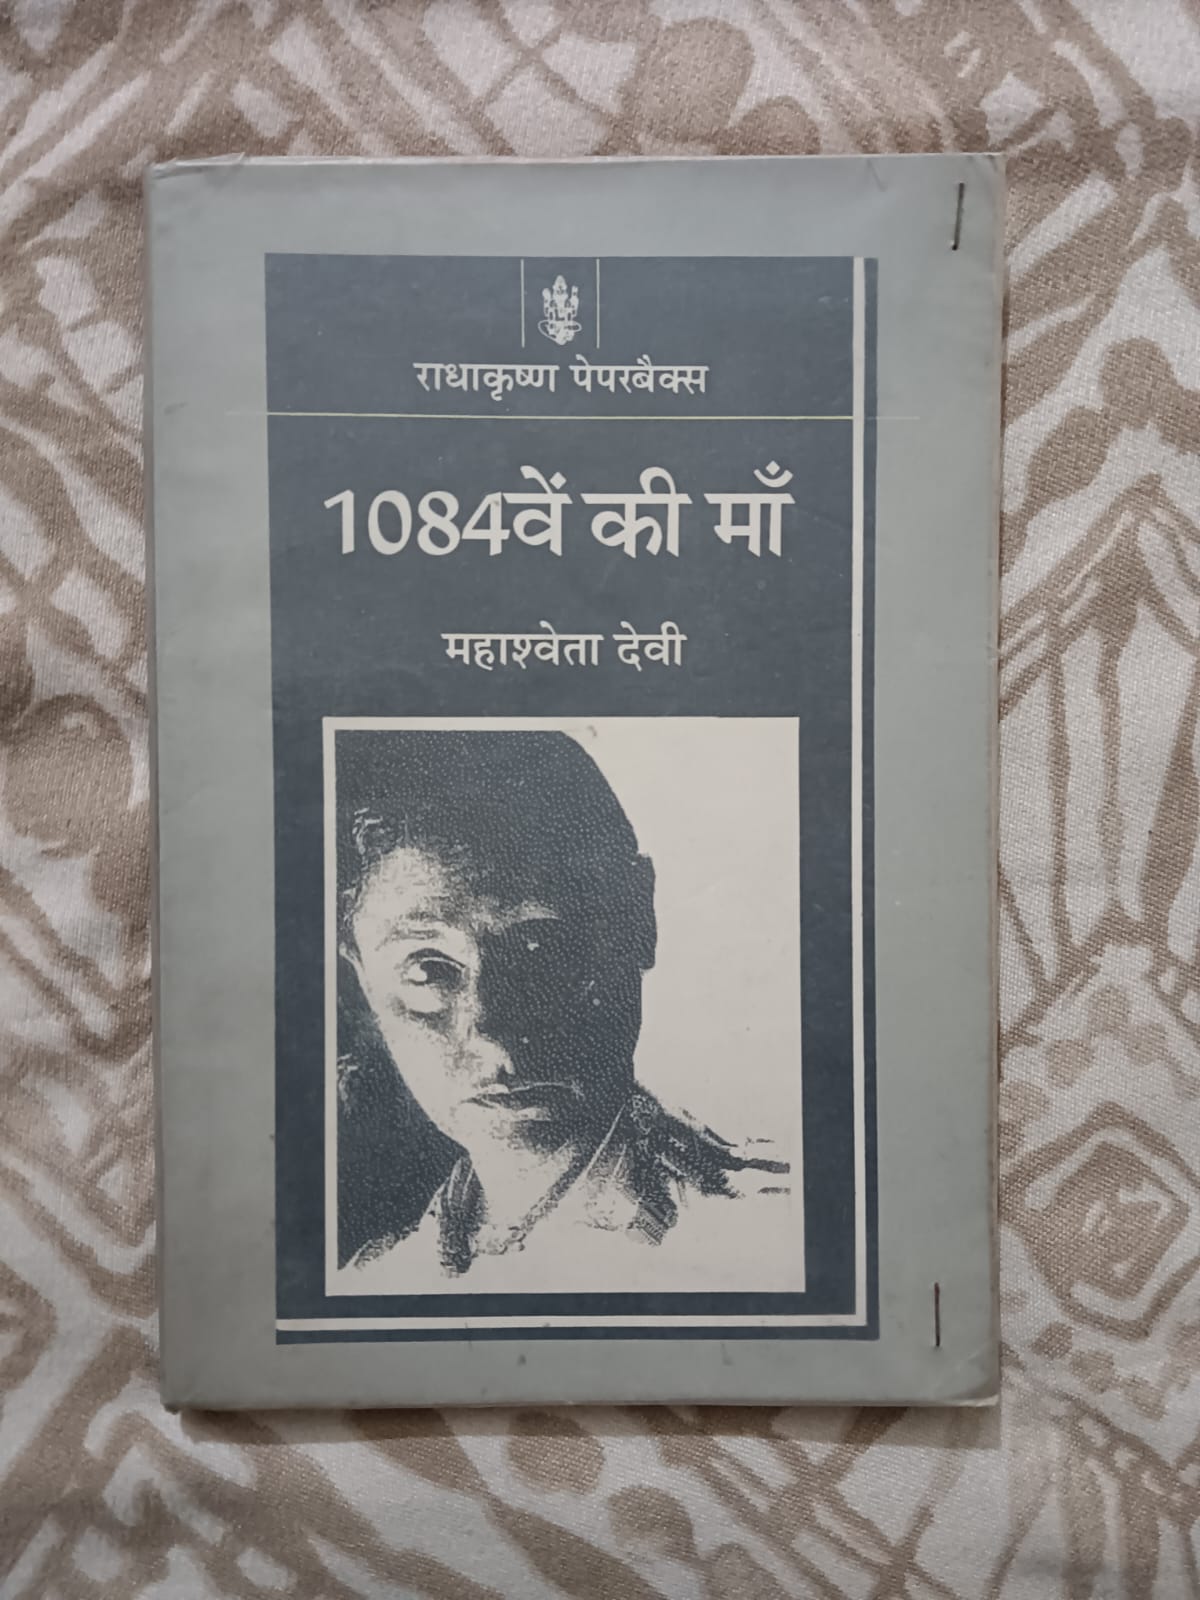 राधाकृष्ण पेपरबैक्स
1084वें की माँ
महाश्वेता देवी